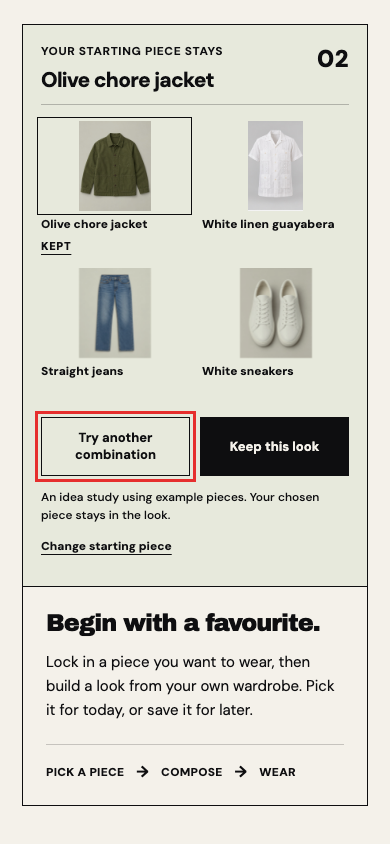 YOUR STARTING PIECE STAYS
02
Olive chore jacket
Olive chore jacket
White linen guayabera
KEPT
Straight jeans
White sneakers
Try another
combination
Keep this look
An idea study using example pieces. Your chosen
piece stays in the look.
Change starting piece
Begin with a favourite.
Lock in a piece you want to wear, then
build a look from your own wardrobe. Pick
it for today, or save it for later.
PICK A PIECE → COMPOSE → WEAR